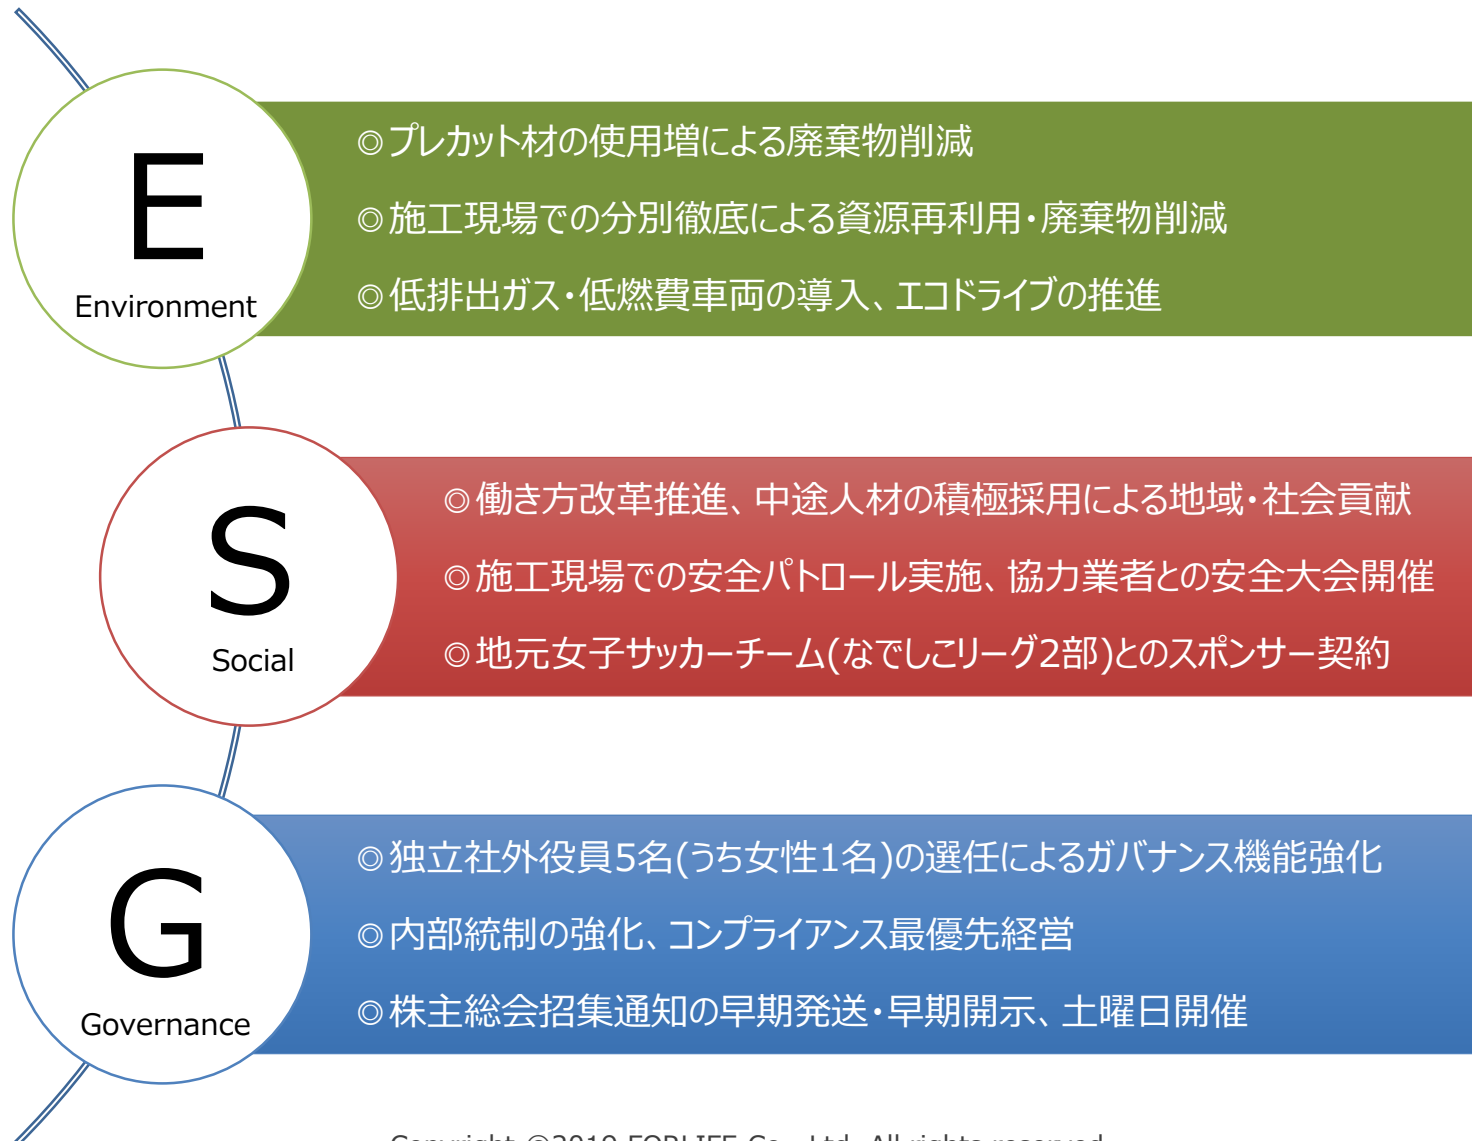 E
Environment
◎プレカット材の使用増による廃棄物削減
◎施工現場での分別徹底による資源再利用・廃棄物削減
◎低排出ガス・低燃費車両の導入、エコドライブの推進
S
Social
◎働き方改革推進、中途人材の積極採用による地域・社会貢献
◎施工現場での安全パトロール実施、協力業者との安全大会開催
◎地元女子サッカーチーム(なでしこリーグ2部)とのスポンサー契約
G
Governance
◎独立社外役員5名(うち女性1名)の選任によるガバナンス機能強化
◎内部統制の強化、コンプライアンス最優先経営
◎株主総会招集通知の早期発送・早期開示、土曜日開催
Copyright ©2019 FORLIFE Co., Ltd. All rights reserved